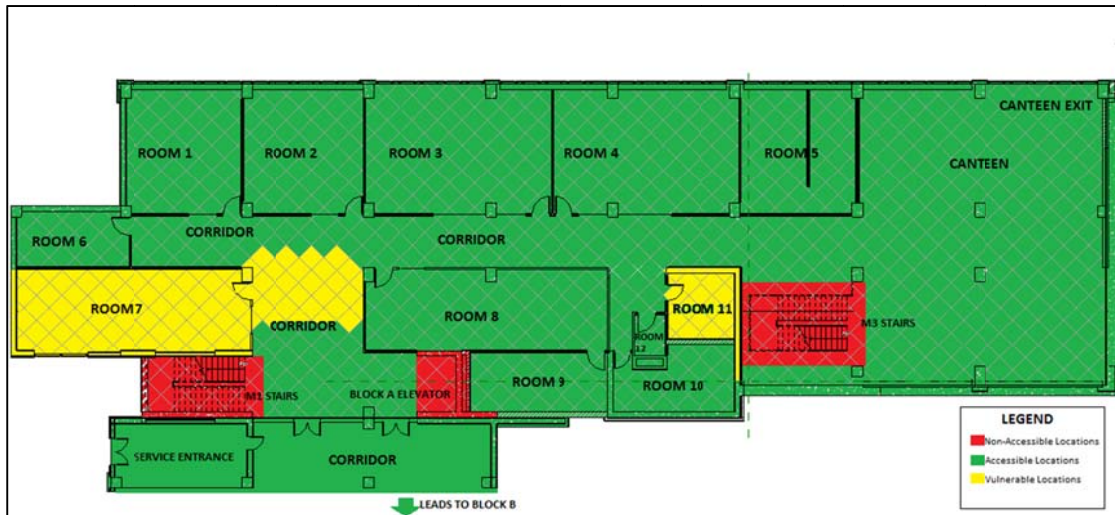 CANTEEN EXIT
ROOM 1
ROOM 2
ROOM 3
ROOM 4
ROOM 5
CANTEEN
CORRIDOR
CORRIDOR
ROOM 6
ROOM7
ROOM 8
ROOM 11
CORRIDOR
M3 STAIRS
ROOM
12
ROOM 9
ROOM 10
M1 STAIRS
BLOCK A ELEVATOR
SERVICE ENTRANCE
CORRIDOR
LEADS TO BLOCK B
LEGEND
Non-Accessible Locations
Accessible Locations
Vulnerable Locations